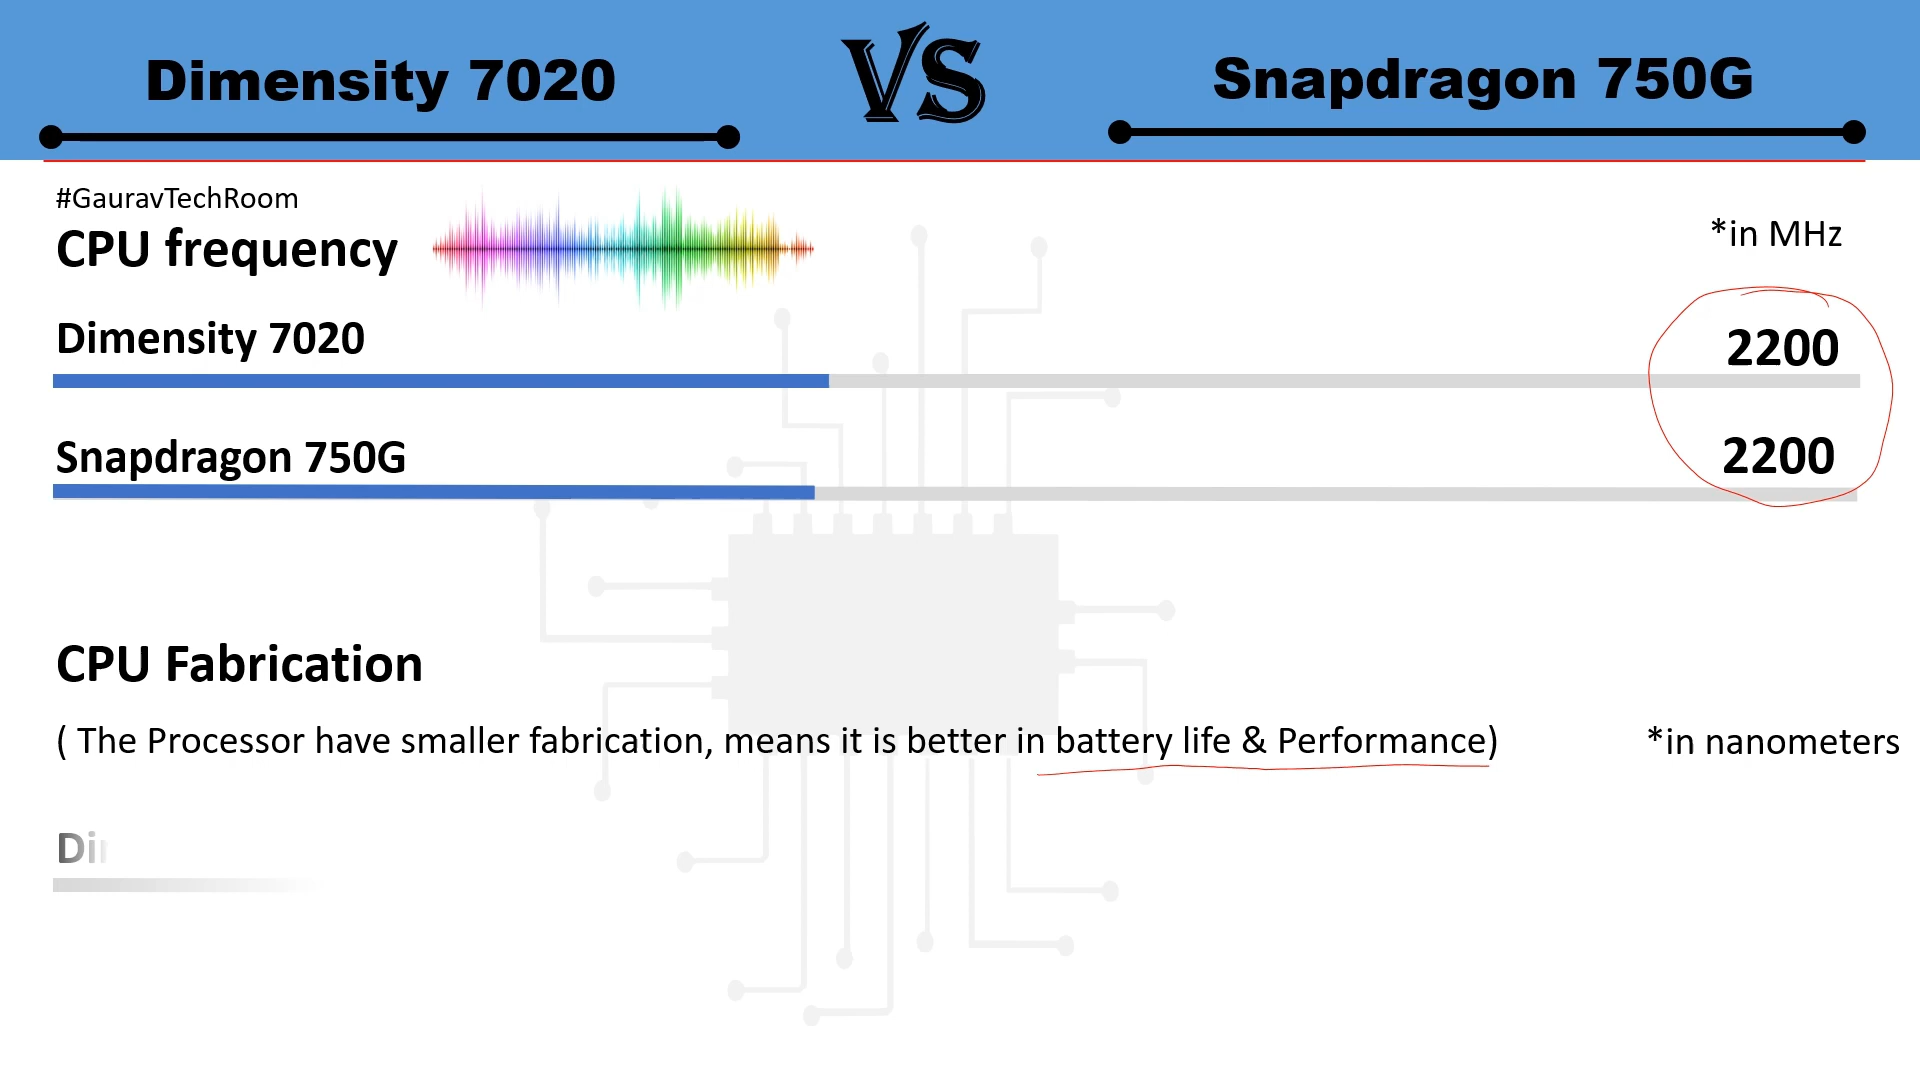 Dimensity 7020 VS Snapdragon 750G
#GauravTechRoom
CPU frequency
*in MHz
Dimensity 7020 2200
Snapdragon 750G 2200
CPU Fabrication
( The Processor have smaller fabrication, means it is better in battery life & Performance) *in nanometers